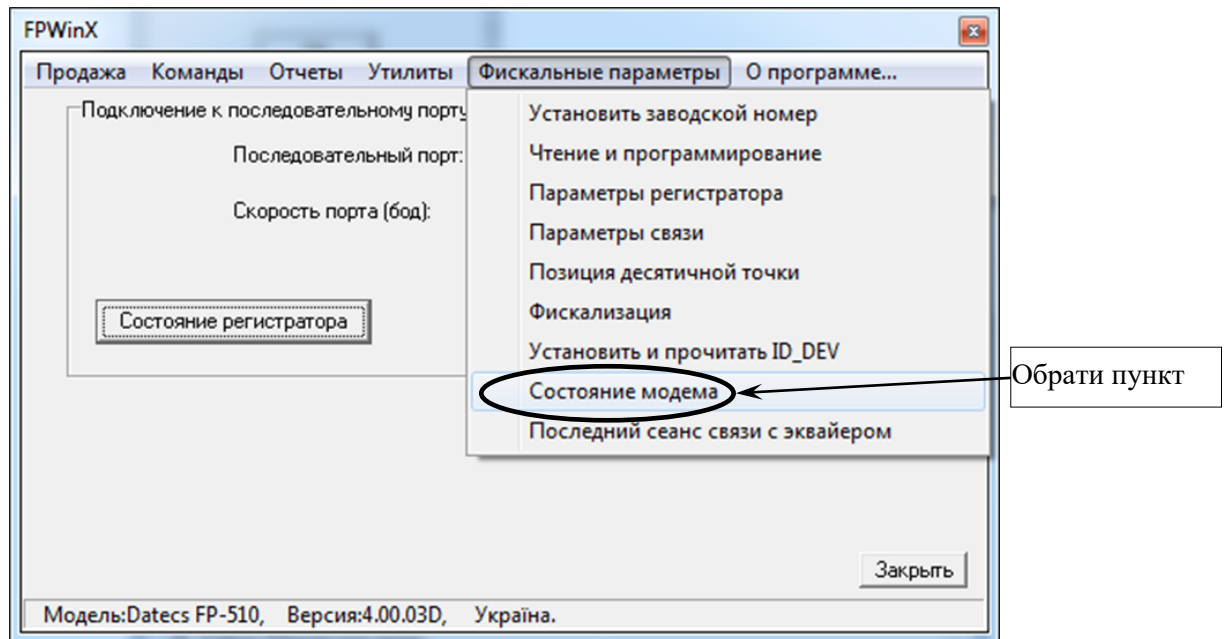 FPWinX
Продажа Команды Отчеты Утилиты Фискальные параметры О программе...
Подключение к последовательному порту
Последовательный порт:
Скорость порта (бод):
Состояние регистратора
Установить заводской номер
Чтение и программирование
Параметры регистратора
Параметры связи
Позиция десятичной точки
Фискализация
Установить и прочитать ID_DEV
Состояние модема
Последний сеанс связи с эквайером
Обрати пункт
Закрыть
Модель:Datecs FP-510, Версия:4.00.03D, Україна.